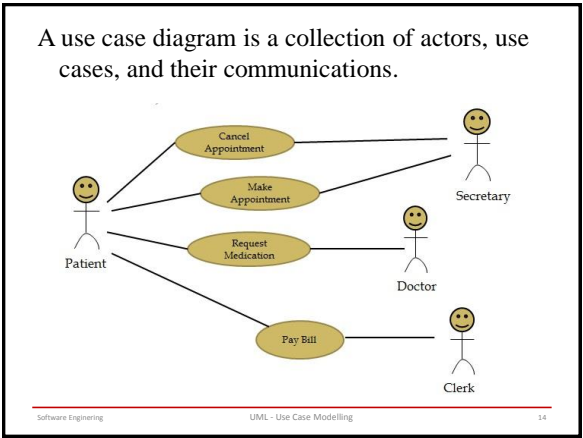 A use case diagram is a collection of actors, use
cases, and their communications.
Cancel
Appointment
Make
Appointment
Secretary
Request
Medication
Patient
Doctor
Pay Bill
Clerk
Software Enginering
UML - Use Case Modelling
14